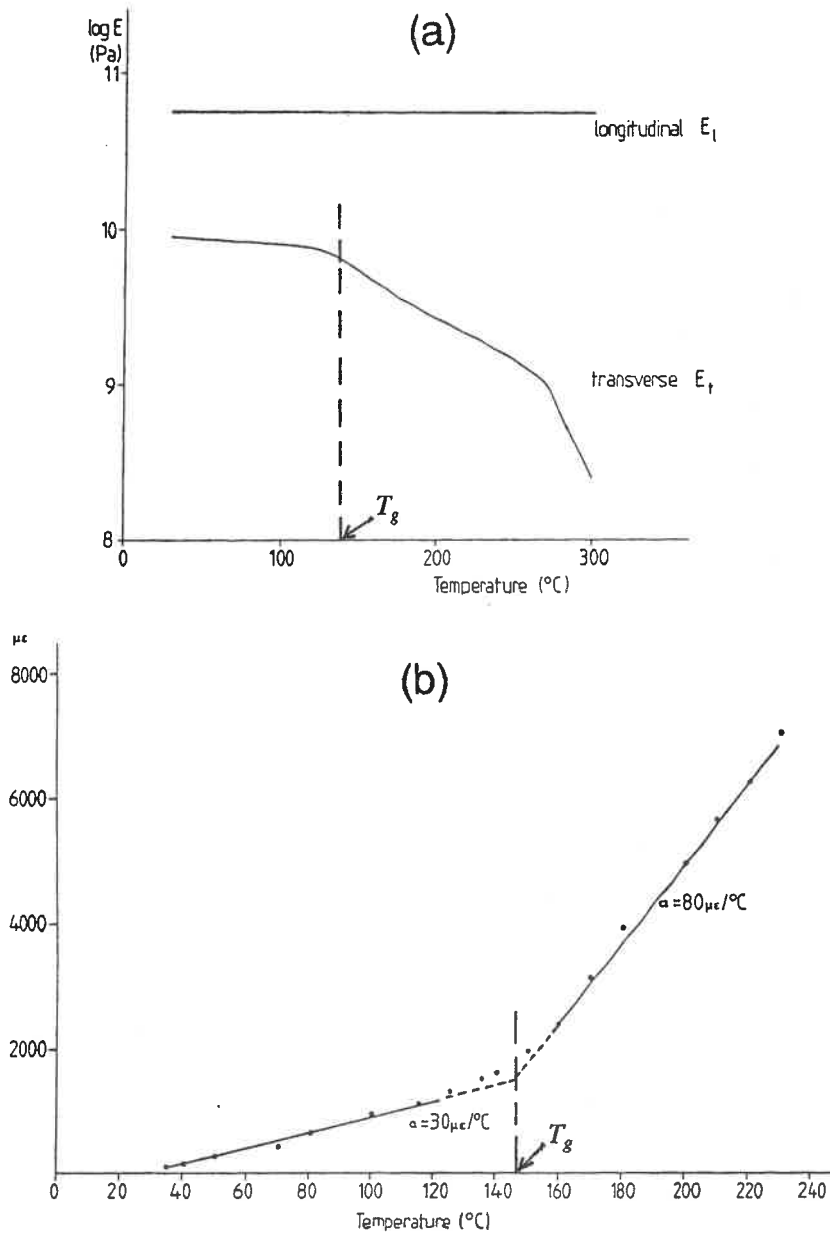 (a)
log E
(Pa)
11
longitudinal E_l
10
9
transverse E_t
T_g
8
0
100
200
300
Temperature (°C)
(b)
με
8000
6000
α = 80με/°C
4000
2000
α = 30με/°C
T_g
0 20 40 60 80 100 120 140 160 180 200 220 240
Temperature (°C)